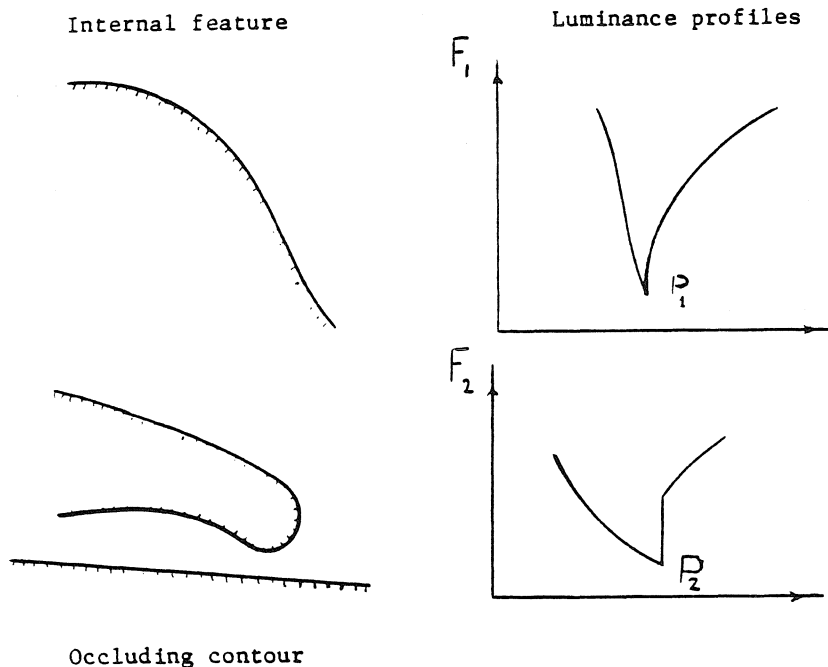 Internal feature
Luminance profiles
F1
P1
F2
P2
Occluding contour